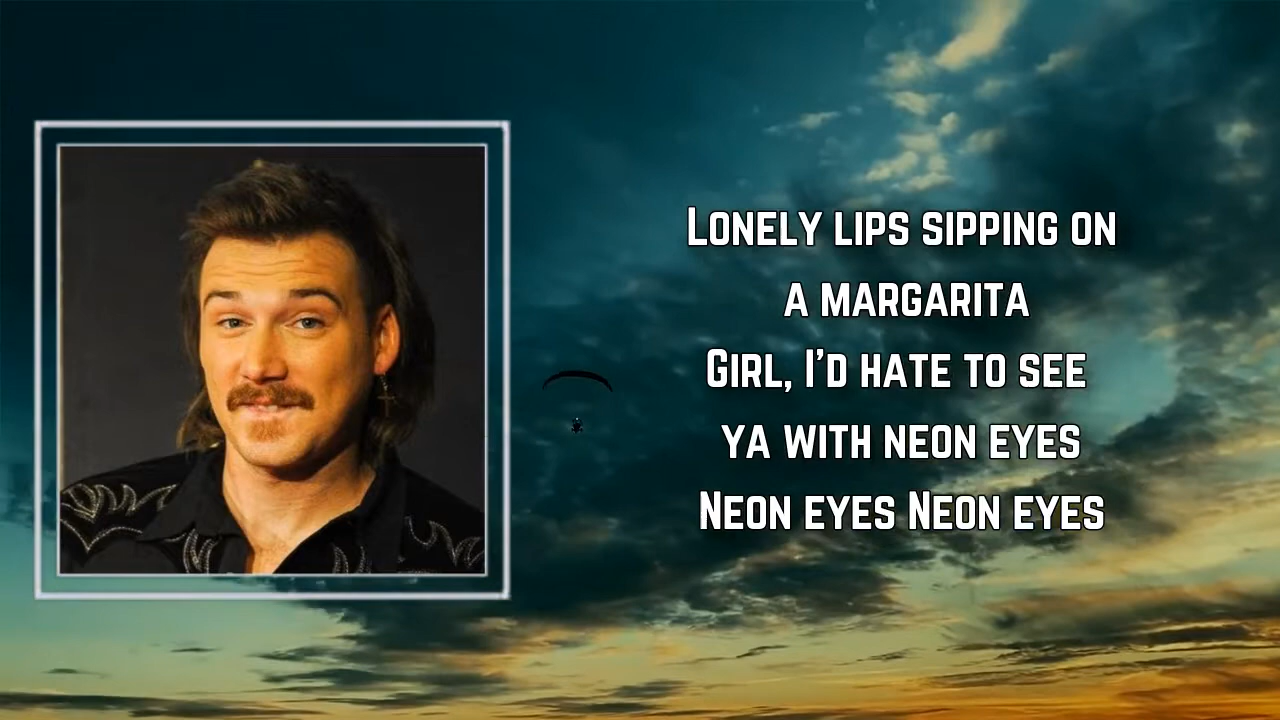 Lonely lips sipping on
a margarita
Girl, I'd hate to see
ya with neon eyes
Neon eyes Neon eyes